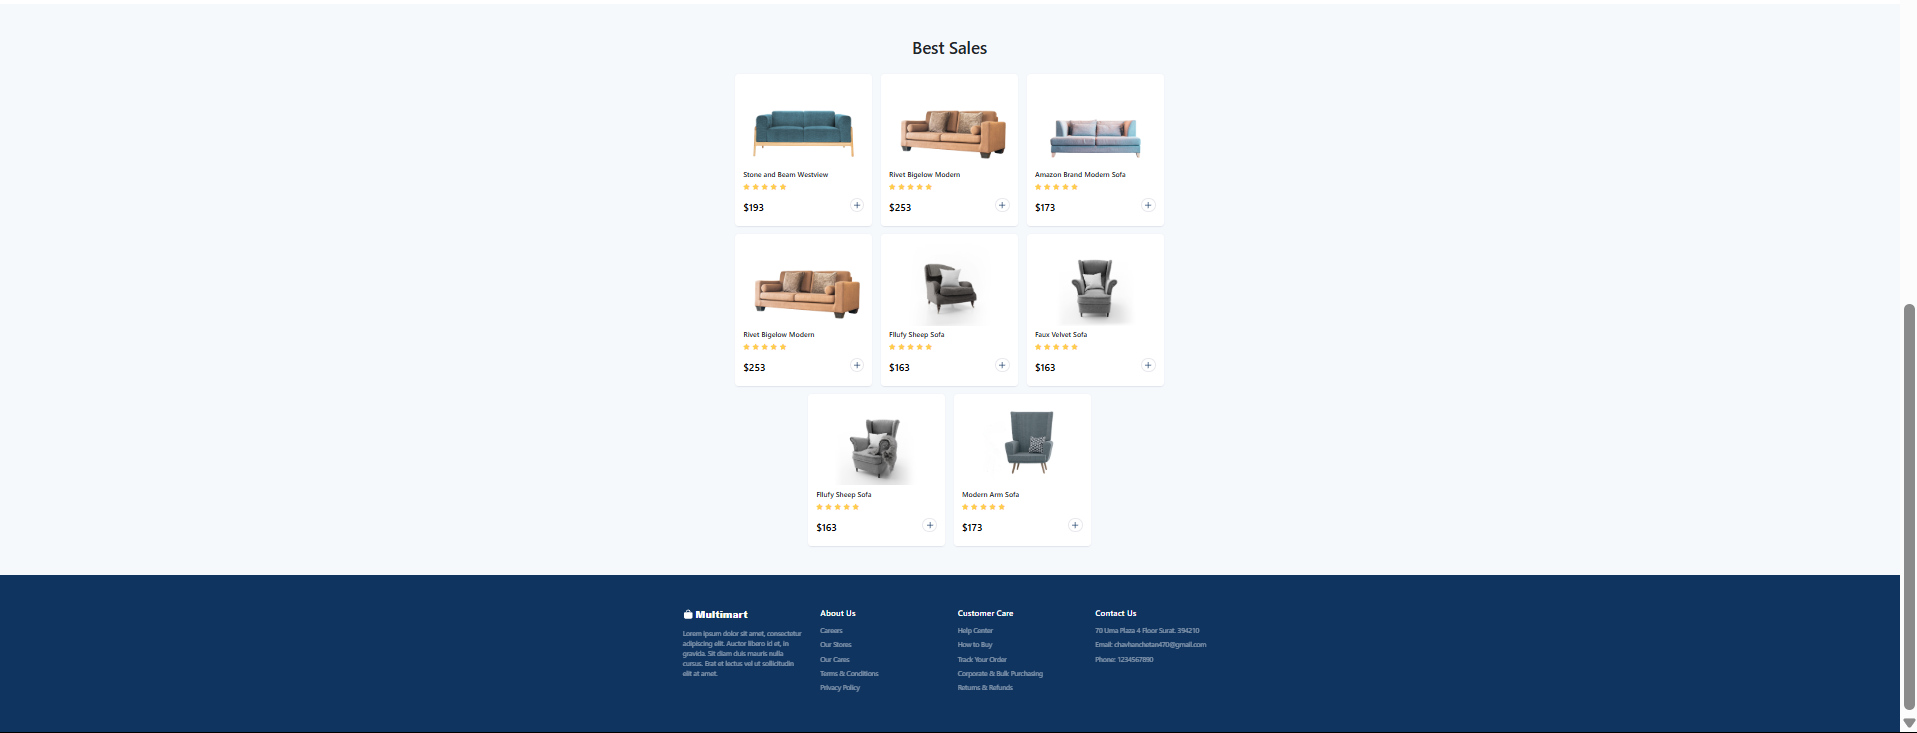 Best Sales
Stone and Beam Westview
$193
Rivet Bigelow Modern
$253
Amazon Brand Modern Sofa
$173
Rivet Bigelow Modern
$253
Fllufy Sheep Sofa
$163
Faux Velvet Sofa
$163
Fllufy Sheep Sofa
$163
Modern Arm Sofa
$173
Multimart
Lorem ipsum dolor sit amet, consectetur
adipiscing elit. Auctor libero id et, in
gravida. Sit diam duis mauris nulla
cursus. Erat et lectus vel ut sollicitudin
elit at amet.
About Us
Careers
Our Stores
Our Cares
Terms & Conditions
Privacy Policy
Customer Care
Help Center
How to Buy
Track Your Order
Corporate & Bulk Purchasing
Returns & Refunds
Contact Us
70 Uma Plaza 4 Floor Surat. 394210
Email: chavhanchetan470@gmail.com
Phone: 1234567890